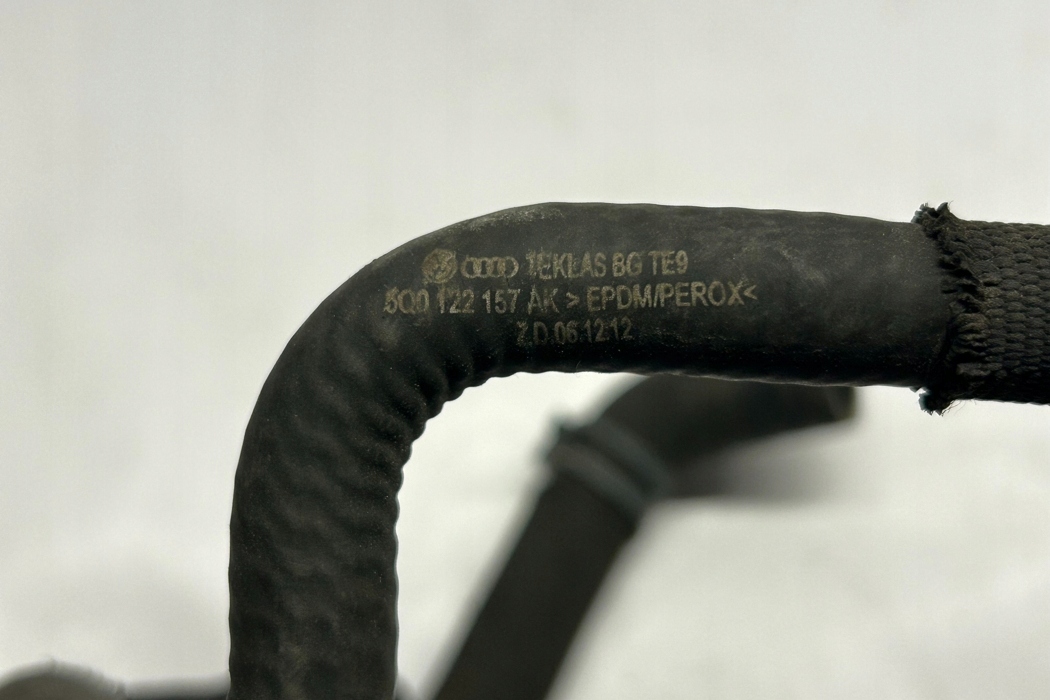 TEKLAS BG TE9
5Q0 122 157 AK >EPDM/PEROX<
Z.D.06.12.12